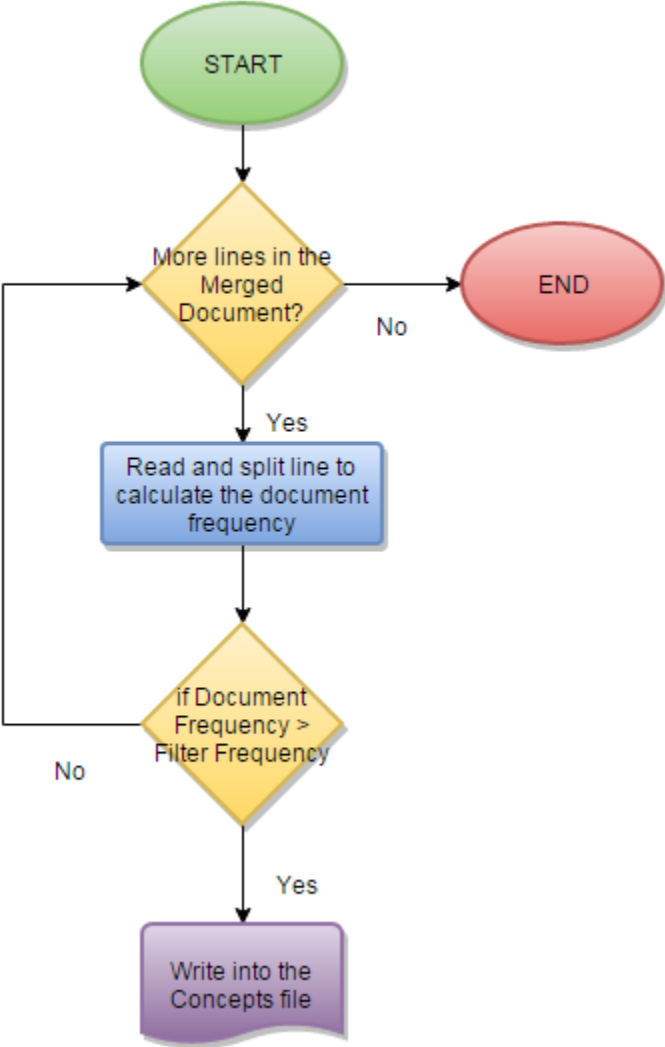 START
More lines in the
Merged
Document?
END
No
Yes
Read and split line to
calculate the document
frequency
if Document
Frequency >
Filter Frequency
No
Yes
Write into the
Concepts file